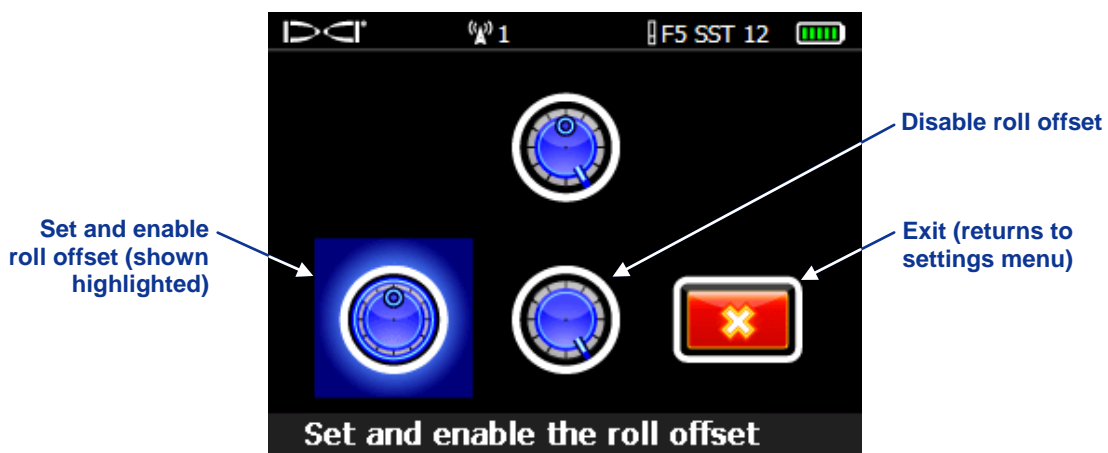 DCI
1
F5 SST 12
Disable roll offset
Set and enable
roll offset (shown
highlighted)
Exit (returns to
settings menu)
Set and enable the roll offset